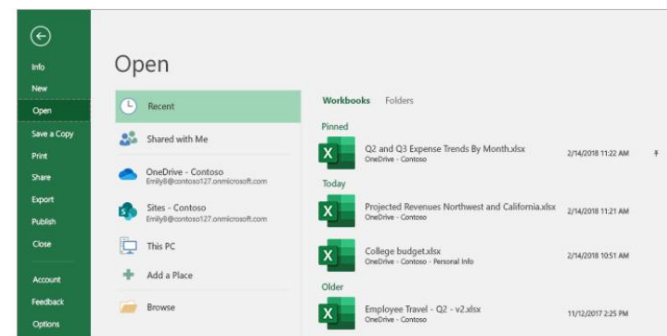 Info
New
Open
Save a Copy
Print
Share
Export
Publish
Close
Account
Feedback
Options
Open
Recent
Shared with Me
OneDrive - Contoso
EmilyB@contoso127.onmicrosoft.com
Sites - Contoso
EmilyB@contoso127.onmicrosoft.com
This PC
Add a Place
Browse
Workbooks Folders
Pinned
Q2 and Q3 Expense Trends By Month.xlsx
OneDrive - Contoso
2/14/2018 11:22 AM
Today
Projected Revenues Northwest and California.xlsx
OneDrive - Contoso
2/14/2018 11:21 AM
College budget.xlsx
OneDrive - Contoso - Personal Info
2/14/2018 10:51 AM
Older
Employee Travel - Q2 - v2.xlsx
OneDrive - Contoso
11/12/2017 2:25 PM